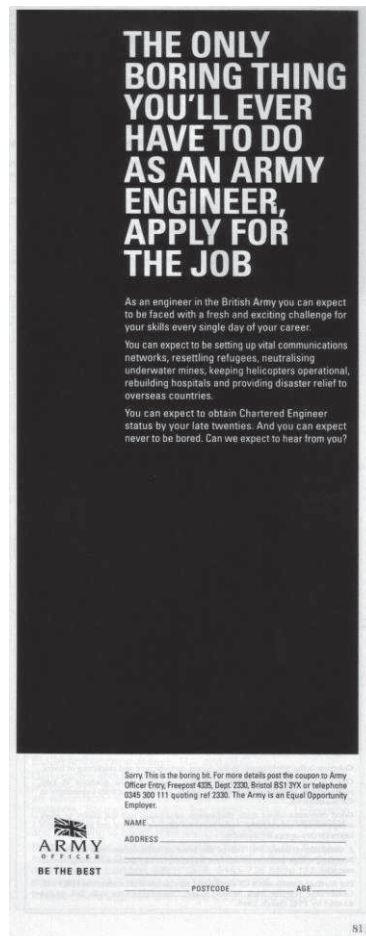 THE ONLY
BORING THING
YOU'LL EVER
HAVE TO DO
AS AN ARMY
ENGINEER,
APPLY FOR
THE JOB
As an engineer in the British Army you can expect
to be faced with a fresh and exciting challenge for
your skills every single day of your career.
You can expect to be setting up vital communications
networks, resettling refugees, neutralising
underwater mines, keeping helicopters operational,
rebuilding hospitals and providing disaster relief to
overseas countries.
You can expect to obtain Chartered Engineer
status by your late twenties. And you can expect
never to be bored. Can we expect to hear from you?
Sorry. This is the boring bit. For more details post the coupon to Army
Officer Entry, Freepost 4335, Dept. 2330, Bristol BS1 3YX or telephone
0345 300 111 quoting ref 2330. The Army is an Equal Opportunity
Employer.
NAME
ADDRESS
POSTCODE AGE
ARMY
OFFICER
BE THE BEST
81